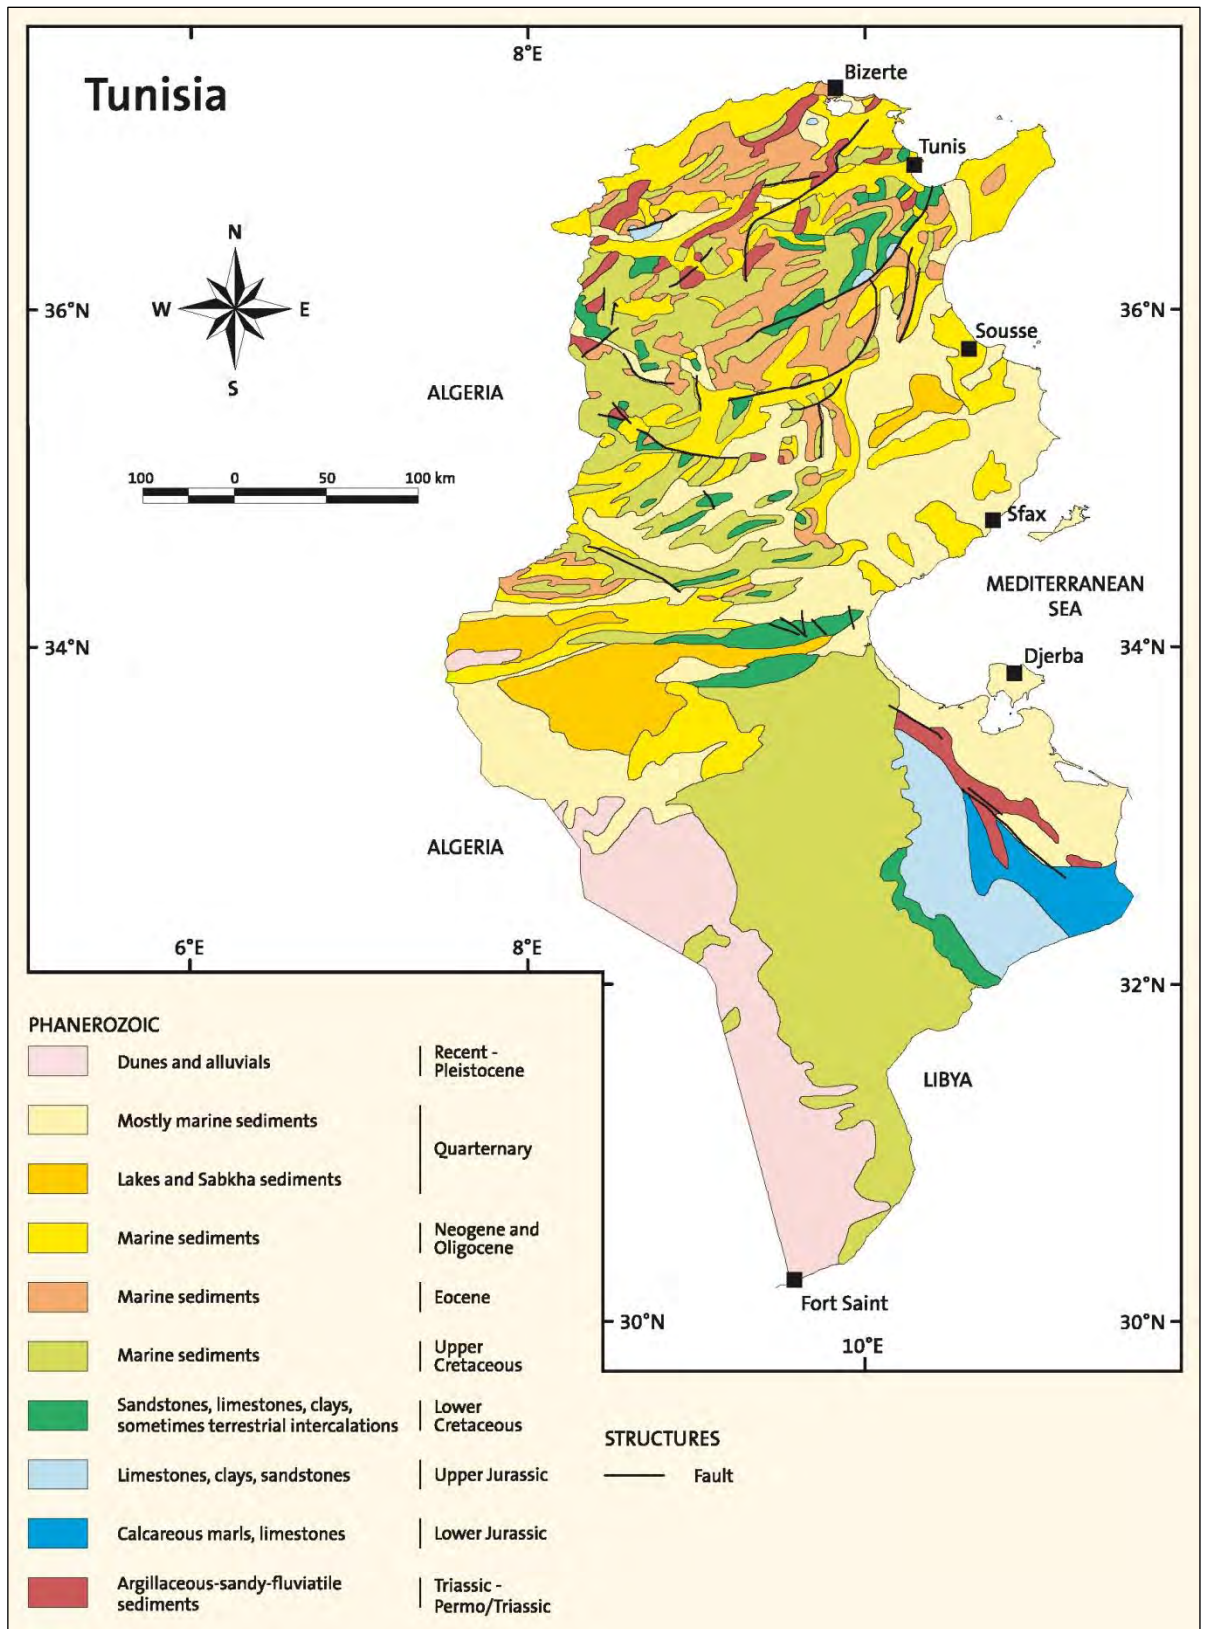 Tunisia
8°E
Bizerte
Tunis
N
W
E
S
36°N
36°N
Sousse
ALGERIA
100
0
50
100 km
Sfax
MEDITERRANEAN
SEA
34°N
34°N
Djerba
ALGERIA
6°E
8°E
32°N
LIBYA
Fort Saint
30°N
30°N
10°E
PHANEROZOIC
Dunes and alluvials
Recent -
Pleistocene
Mostly marine sediments
Quarternary
Lakes and Sabkha sediments
Marine sediments
Neogene and
Oligocene
Marine sediments
Eocene
Marine sediments
Upper
Cretaceous
Sandstones, limestones, clays,
sometimes terrestrial intercalations
Lower
Cretaceous
Limestones, clays, sandstones
Upper Jurassic
Calcareous marls, limestones
Lower Jurassic
Argillaceous-sandy-fluviatile
sediments
Triassic -
Permo/Triassic
STRUCTURES
Fault